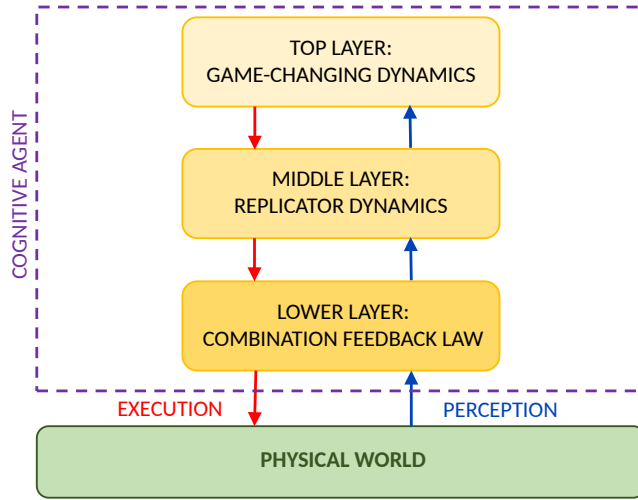 TOP LAYER:
GAME-CHANGING DYNAMICS
COGNITIVE AGENT
MIDDLE LAYER:
REPLICATOR DYNAMICS
LOWER LAYER:
COMBINATION FEEDBACK LAW
EXECUTION
PERCEPTION
PHYSICAL WORLD